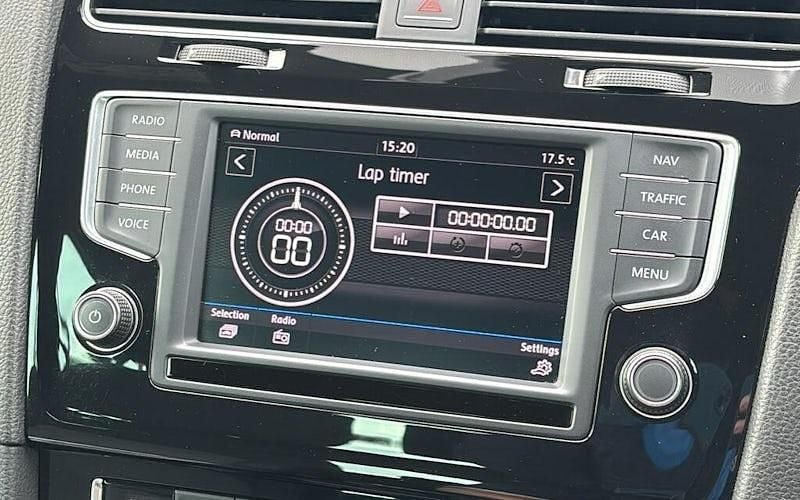 RADIO
MEDIA
PHONE
VOICE
Normal
15:20
17.5 °C
Lap timer
00:00
00
00:00:00.00
Selection
Radio
Settings
NAV
TRAFFIC
CAR
MENU